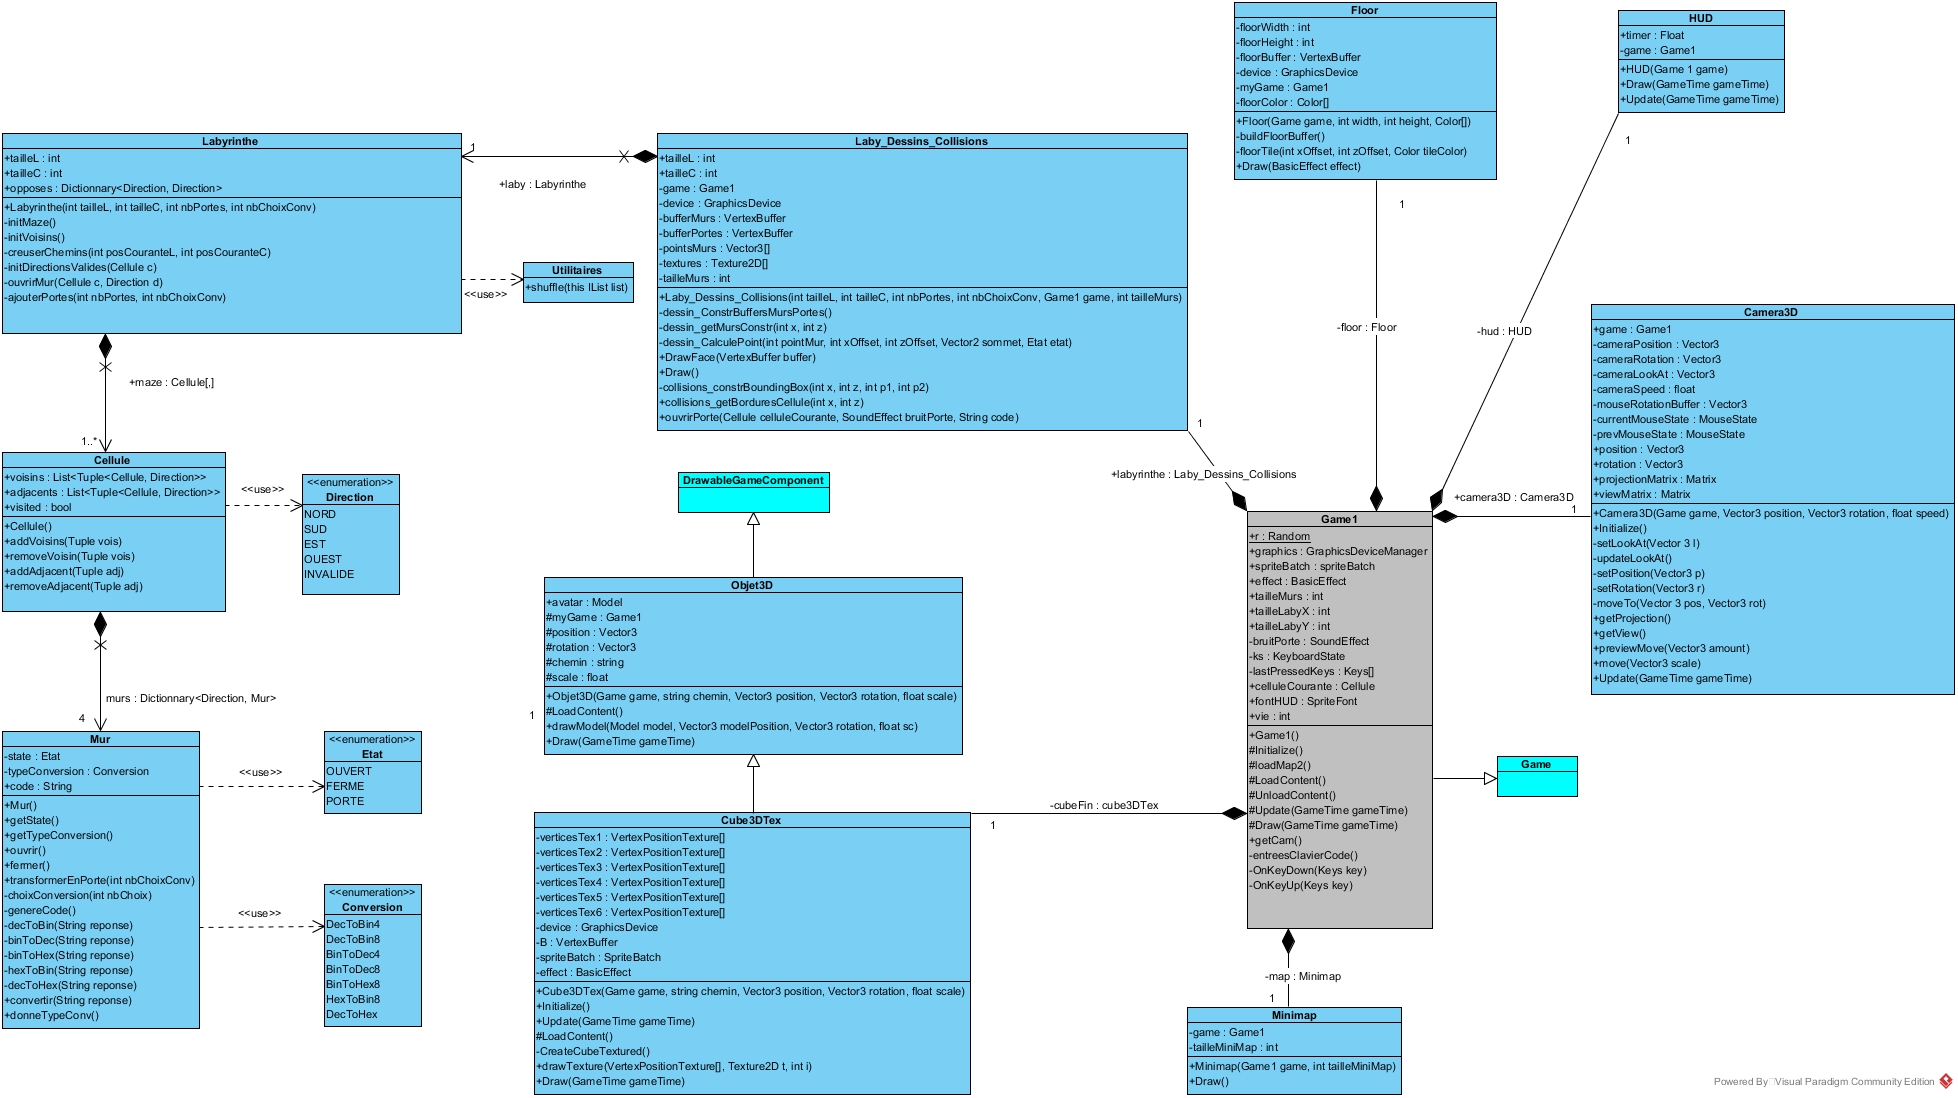 Floor
-floorWidth : int
-floorHeight : int
-floorBuffer : VertexBuffer
-device : GraphicsDevice
-myGame : Game1
-floorColor : Color[]
+Floor(Game game, int width, int height, Color[])
-buildFloorBuffer()
-floorTile(int xOffset, int zOffset, Color tileColor)
+Draw(BasicEffect effect)
1
-floor : Floor
HUD
+timer : Float
-game : Game1
+HUD(Game 1 game)
+Draw(GameTime gameTime)
+Update(GameTime gameTime)
1
-hud : HUD
Labyrinthe
+tailleL : int
+tailleC : int
+opposes : Dictionnary<Direction, Direction>
+Labyrinthe(int tailleL, int tailleC, int nbPortes, int nbChoixConv)
-initMaze()
-initVoisins()
-creuserChemins(int posCouranteL, int posCouranteC)
-initDirectionsValides(Cellule c)
-ouvrirMur(Cellule c, Direction d)
-ajouterPortes(int nbPortes, int nbChoixConv)
1
+laby : Labyrinthe
<<use>>
Utilitaires
+shuffle(this IList list)
Laby_Dessins_Collisions
+tailleL : int
+tailleC : int
-game : Game1
-device : GraphicsDevice
-bufferMurs : VertexBuffer
-bufferPortes : VertexBuffer
-pointsMurs : Vector3[]
-textures : Texture2D[]
-tailleMurs : int
+Laby_Dessins_Collisions(int tailleL, int tailleC, int nbPortes, int nbChoixConv, Game1 game, int tailleMurs)
-dessin_ConstrBuffersMursPortes()
-dessin_getMursConstr(int x, int z)
-dessin_CalculePoint(int pointMur, int xOffset, int zOffset, Vector2 sommet, Etat etat)
+DrawFace(VertexBuffer buffer)
+Draw()
-collisions_constrBoundingBox(int x, int z, int p1, int p2)
+collisions_getBorduresCellule(int x, int z)
+ouvrirPorte(Cellule celluleCourante, SoundEffect bruitPorte, String code)
1
+labyrinthe : Laby_Dessins_Collisions
Camera3D
+game : Game1
-cameraPosition : Vector3
-cameraRotation : Vector3
-cameraLookAt : Vector3
-cameraSpeed : float
-mouseRotationBuffer : Vector3
-currentMouseState : MouseState
-prevMouseState : MouseState
+position : Vector3
+rotation : Vector3
+projectionMatrix : Matrix
+viewMatrix : Matrix
+Camera3D(Game game, Vector3 position, Vector3 rotation, float speed)
+Initialize()
-setLookAt(Vector 3 l)
-updateLookAt()
-setPosition(Vector3 p)
-setRotation(Vector3 r)
-moveTo(Vector 3 pos, Vector3 rot)
+getProjection()
+getView()
+previewMove(Vector3 amount)
+move(Vector3 scale)
+Update(GameTime gameTime)
+camera3D : Camera3D
1
+maze : Cellule[,]
1..*
Cellule
+voisins : List<Tuple<Cellule, Direction>>
+adjacents : List<Tuple<Cellule, Direction>>
+visited : bool
+Cellule()
+addVoisins(Tuple vois)
+removeVoisin(Tuple vois)
+addAdjacent(Tuple adj)
+removeAdjacent(Tuple adj)
<<use>>
<<enumeration>>
Direction
NORD
SUD
EST
OUEST
INVALIDE
murs : Dictionnary<Direction, Mur>
4
Mur
-state : Etat
-typeConversion : Conversion
+code : String
+Mur()
+getState()
+getTypeConversion()
+ouvrir()
+fermer()
+transformerEnPorte(int nbChoixConv)
-choixConversion(int nbChoix)
-genereCode()
-decToBin(String reponse)
-binToDec(String reponse)
-binToHex(String reponse)
-hexToBin(String reponse)
-decToHex(String reponse)
+convertir(String reponse)
+donneTypeConv()
<<use>>
<<enumeration>>
Etat
OUVERT
FERME
PORTE
<<use>>
<<enumeration>>
Conversion
DecToBin4
DecToBin8
BinToDec4
BinToDec8
BinToHex8
HexToBin8
DecToHex
DrawableGameComponent
Objet3D
+avatar : Model
#myGame : Game1
#position : Vector3
#rotation : Vector3
#chemin : string
#scale : float
+Objet3D(Game game, string chemin, Vector3 position, Vector3 rotation, float scale)
#LoadContent()
+drawModel(Model model, Vector3 modelPosition, Vector3 rotation, float sc)
+Draw(GameTime gameTime)
1
Cube3DTex
-verticesTex1 : VertexPositionTexture[]
-verticesTex2 : VertexPositionTexture[]
-verticesTex3 : VertexPositionTexture[]
-verticesTex4 : VertexPositionTexture[]
-verticesTex5 : VertexPositionTexture[]
-verticesTex6 : VertexPositionTexture[]
-device : GraphicsDevice
-B : VertexBuffer
-spriteBatch : SpriteBatch
-effect : BasicEffect
+Cube3DTex(Game game, string chemin, Vector3 position, Vector3 rotation, float scale)
+Initialize()
+Update(GameTime gameTime)
#LoadContent()
-CreateCubeTextured()
+drawTexture(VertexPositionTexture[], Texture2D t, int i)
+Draw(GameTime gameTime)
-cubeFin : cube3DTex
1
Game1
+r : Random
+graphics : GraphicsDeviceManager
+spriteBatch : spriteBatch
+effect : BasicEffect
+tailleMurs : int
+tailleLabyX : int
+tailleLabyY : int
-bruitPorte : SoundEffect
-ks : KeyboardState
-lastPressedKeys : Keys[]
+celluleCourante : Cellule
+fontHUD : SpriteFont
+vie : int
+Game1()
#Initialize()
#loadMap2()
#LoadContent()
#UnloadContent()
#Update(GameTime gameTime)
#Draw(GameTime gameTime)
+getCam()
-entreesClavierCode()
-OnKeyDown(Keys key)
-OnKeyUp(Keys key)
Game
-map : Minimap
1
Minimap
-game : Game1
-tailleMiniMap : int
+Minimap(Game1 game, int tailleMiniMap)
+Draw()
Powered By Visual Paradigm Community Edition